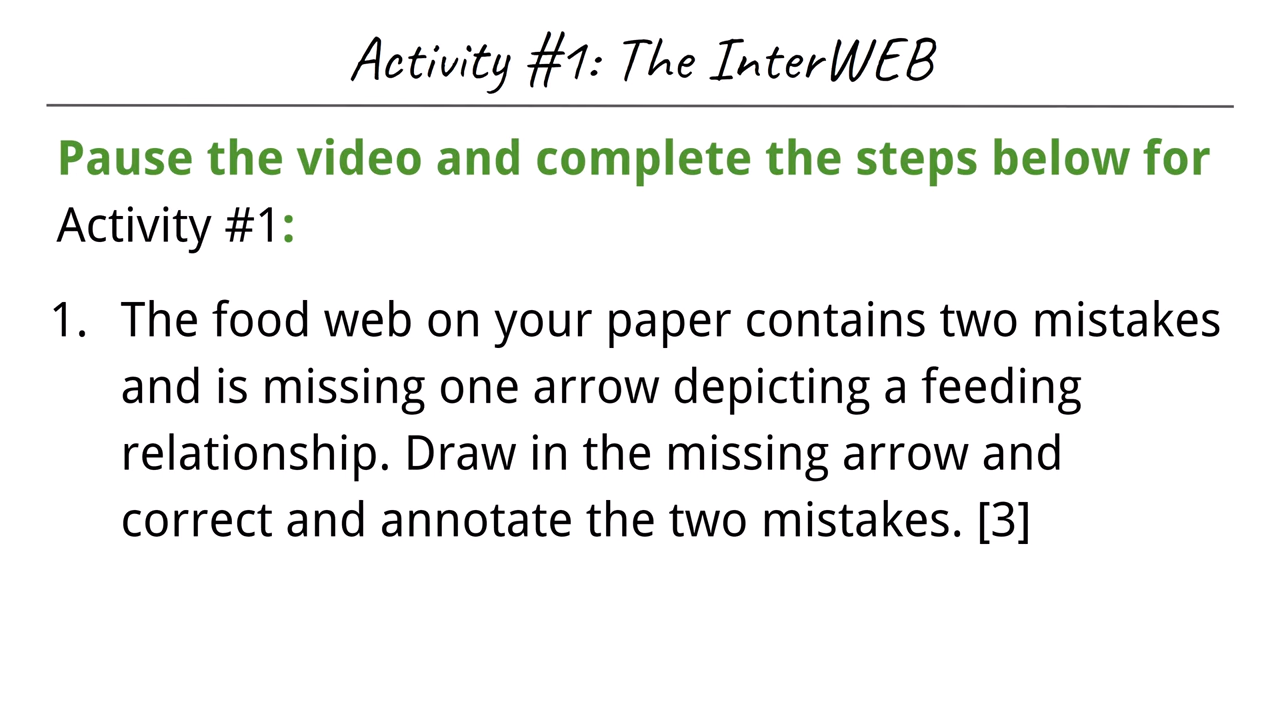 Activity #1: The InterWEB
Pause the video and complete the steps below for
Activity #1:
1. The food web on your paper contains two mistakes
and is missing one arrow depicting a feeding
relationship. Draw in the missing arrow and
correct and annotate the two mistakes. [3]